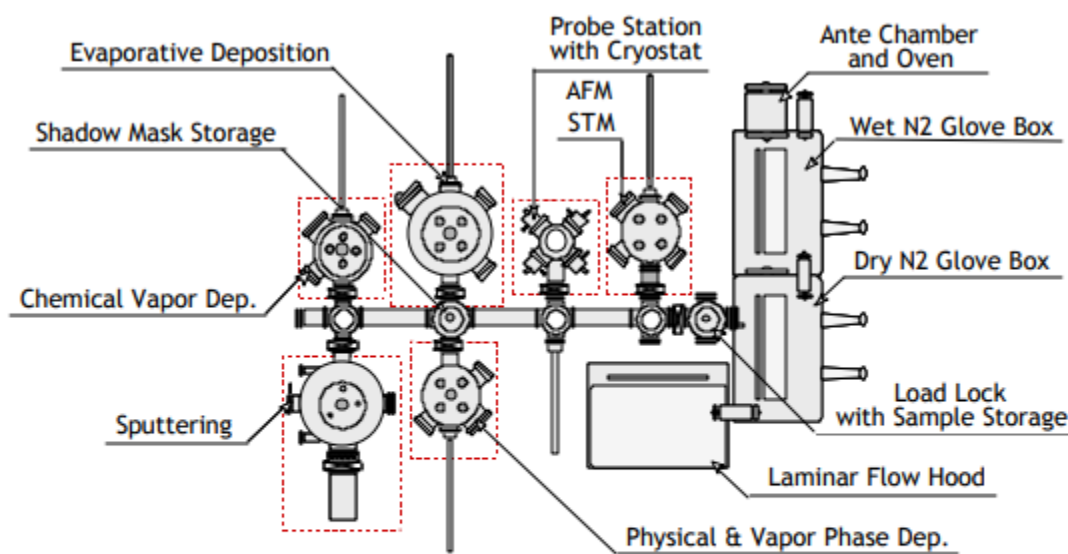 Evaporative Deposition
Probe Station
with Cryostat
AFM
STM
Ante Chamber
and Oven
Shadow Mask Storage
Wet N2 Glove Box
Chemical Vapor Dep.
Dry N2 Glove Box
Sputtering
Load Lock
with Sample Storage
Laminar Flow Hood
Physical & Vapor Phase Dep.